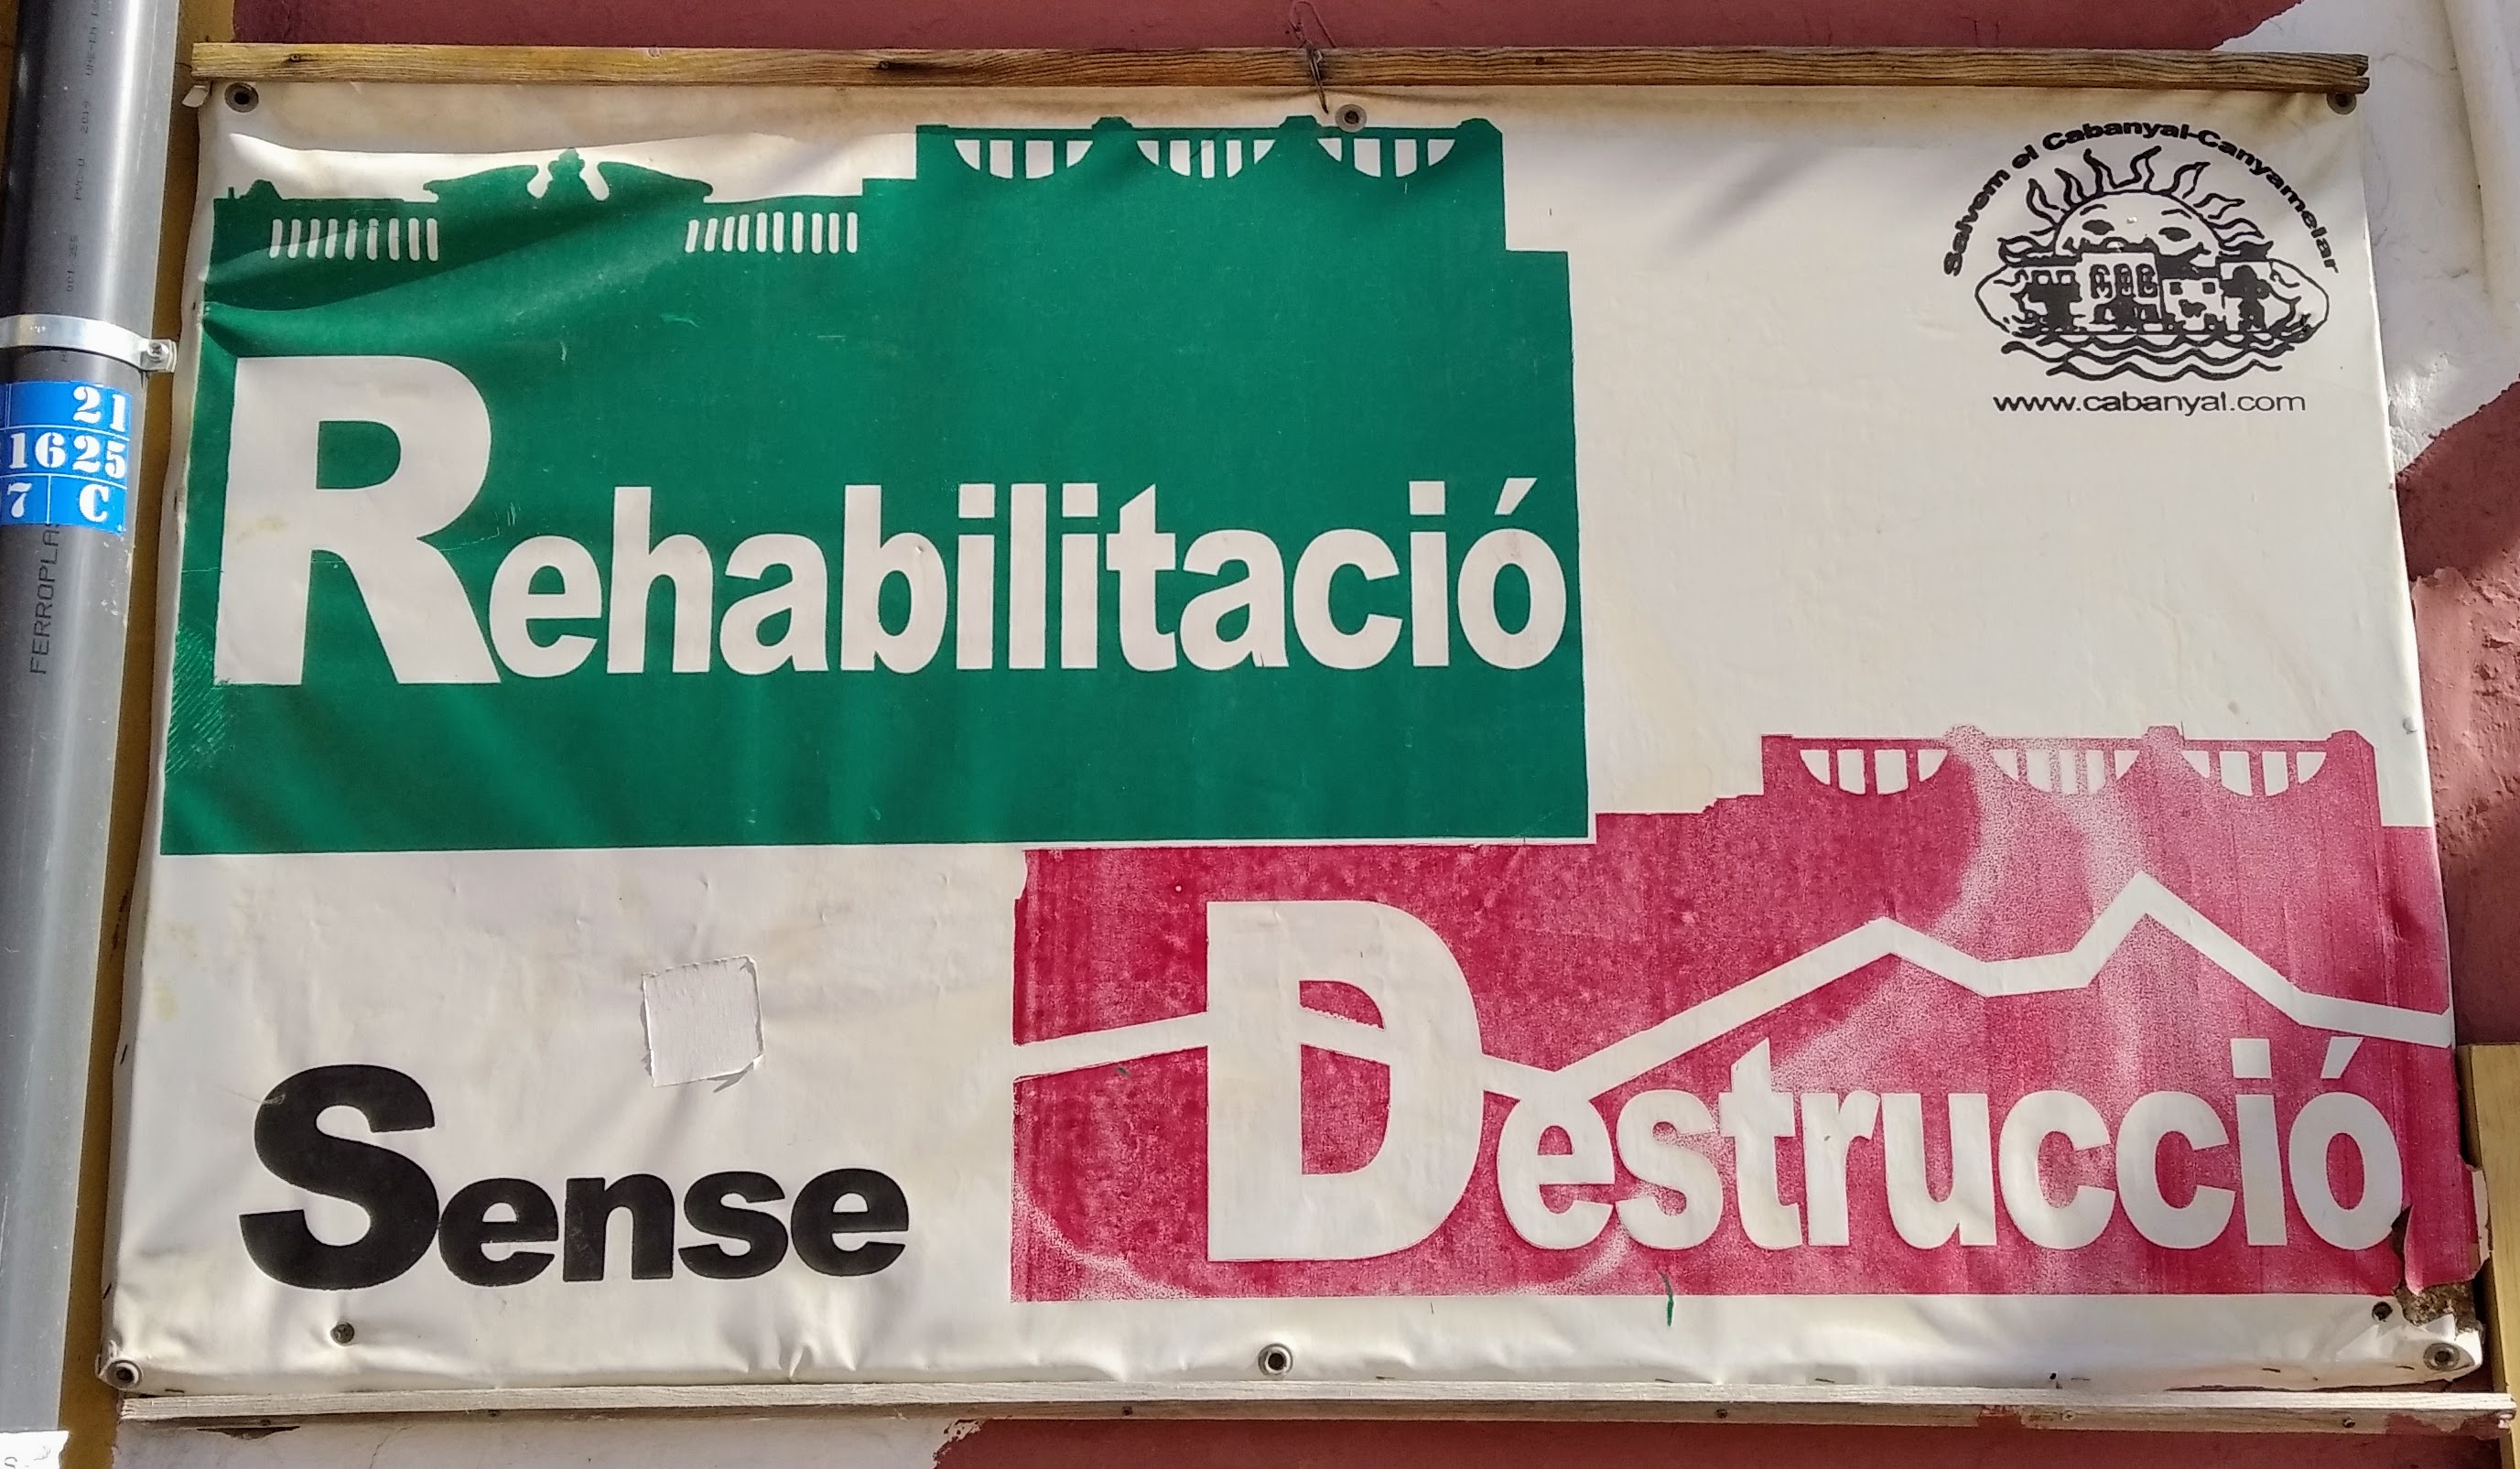 Salvem el Cabanyal-Canyamelar
www.cabanyal.com
Rehabilitació
Sense
Destrucció
21
1625
7 C
FERROPLAS